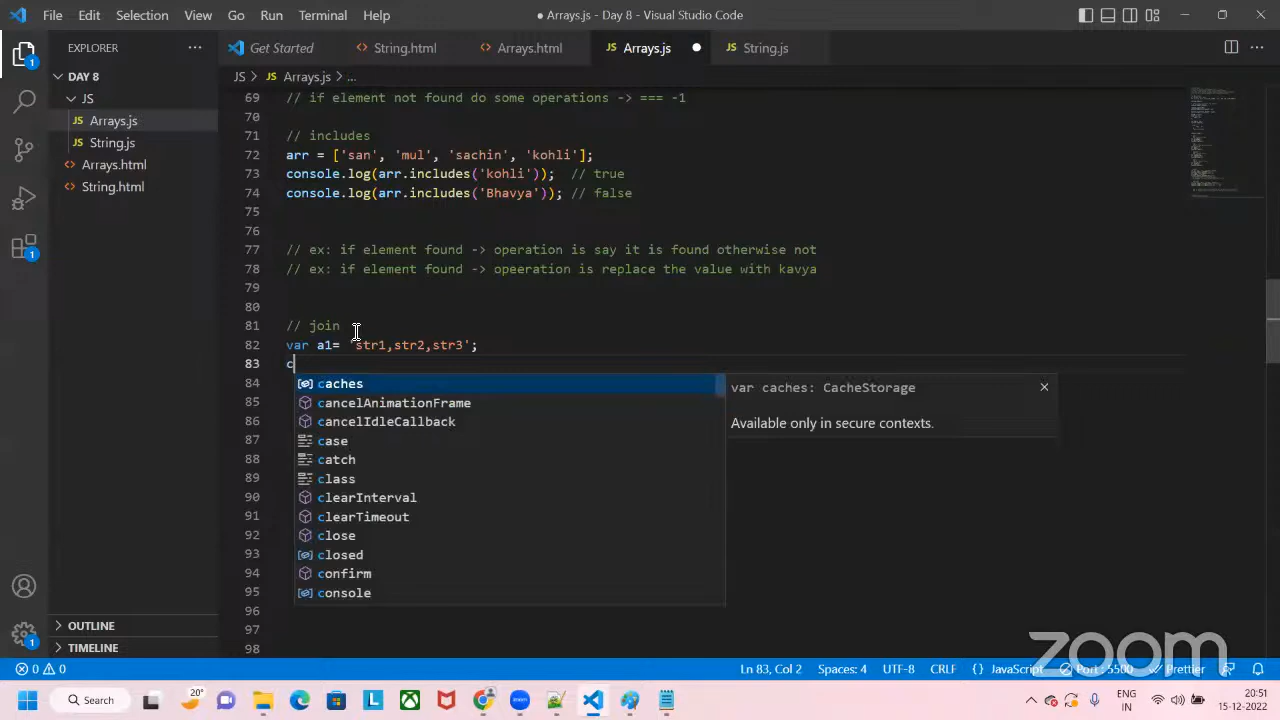 File Edit Selection View Go Run Terminal Help
● Arrays.js - Day 8 - Visual Studio Code
EXPLORER ...
DAY 8
JS
JS Arrays.js
JS String.js
<> Arrays.html
<> String.html
OUTLINE
TIMELINE
Get Started <> String.html <> Arrays.html JS Arrays.js ● JS String.js
JS > JS Arrays.js > ...
69 // if element not found do some operations -> === -1
70
71 // includes
72 arr = ['san', 'mul', 'sachin', 'kohli'];
73 console.log(arr.includes('kohli'));  // true
74 console.log(arr.includes('Bhavya')); // false
75
76
77 // ex: if element found -> operation is say it is found otherwise not
78 // ex: if element found -> opeeration is replace the value with kavya
79
80
81 // join
82 var a1= 'str1,str2,str3';
83 c
84 caches
85 cancelAnimationFrame
86 cancelIdleCallback
87 case
88 catch
89 class
90 clearInterval
91 clearTimeout
92 close
93 closed
94 confirm
95 console
96
97
98
var caches: CacheStorage
Available only in secure contexts.
zoom
0 0 Ln 83, Col 2 Spaces: 4 UTF-8 CRLF {} JavaScript Port : 5500 Prettier
Search 20° ENG 20:51
IN 15-12-2022